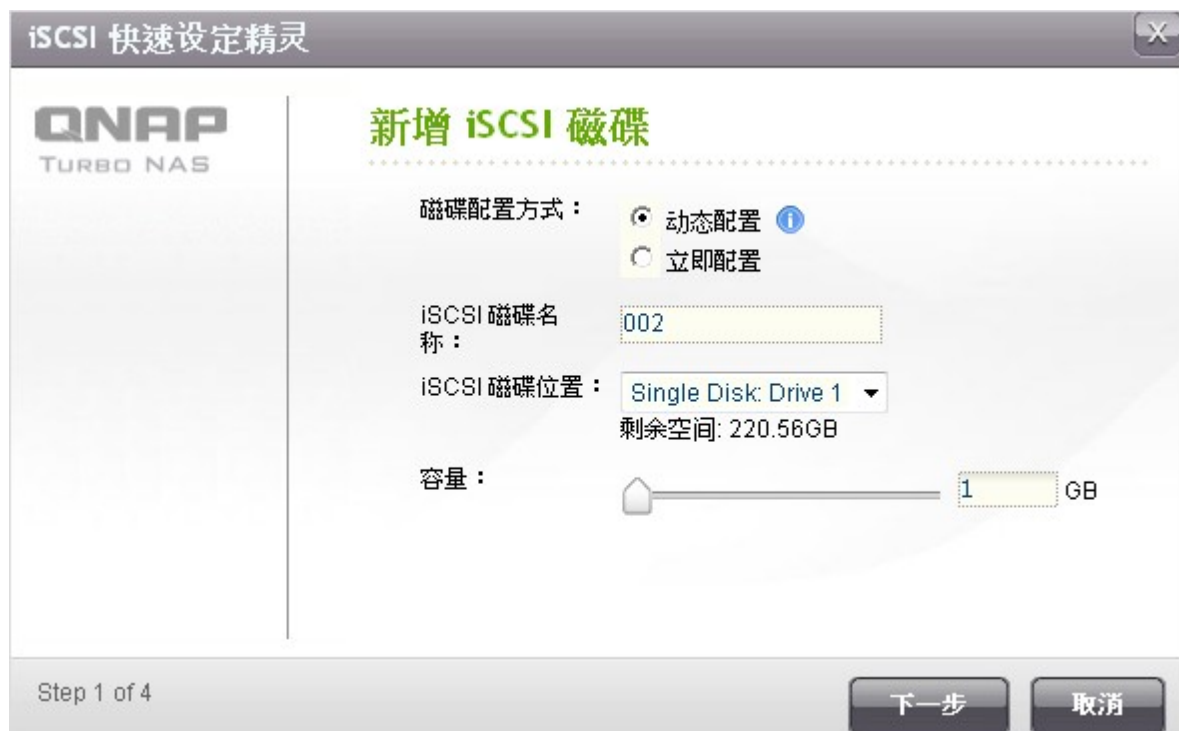 iSCSI 快速设定精灵
X
QNAP
TURBO NAS
新增 iSCSI 磁碟
磁碟配置方式：
动态配置
i
立即配置
iSCSI 磁碟名
称：
002
iSCSI 磁碟位置：
Single Disk: Drive 1
剩余空间: 220.56GB
容量：
1
GB
Step 1 of 4
下一步
取消